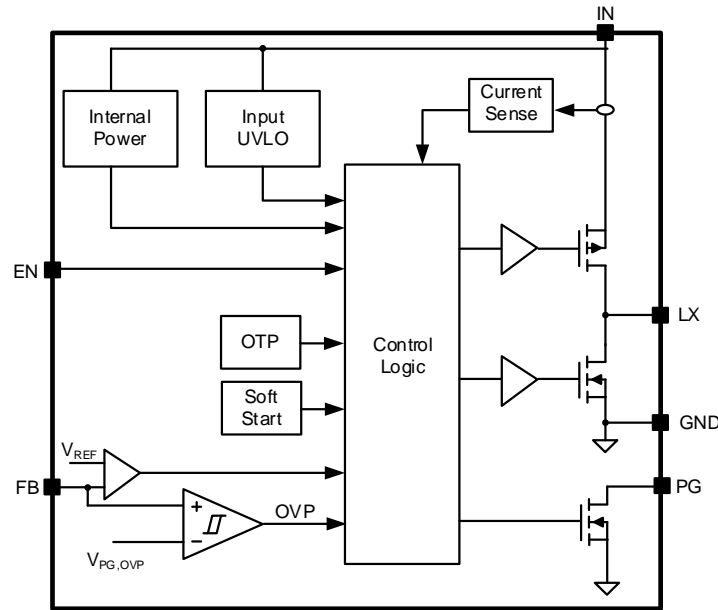 IN
Internal
Power
Input
UVLO
Current
Sense
EN
OTP
Soft
Start
Control
Logic
LX
GND
PG
VREF
FB
+
−
OVP
VPG,OVP